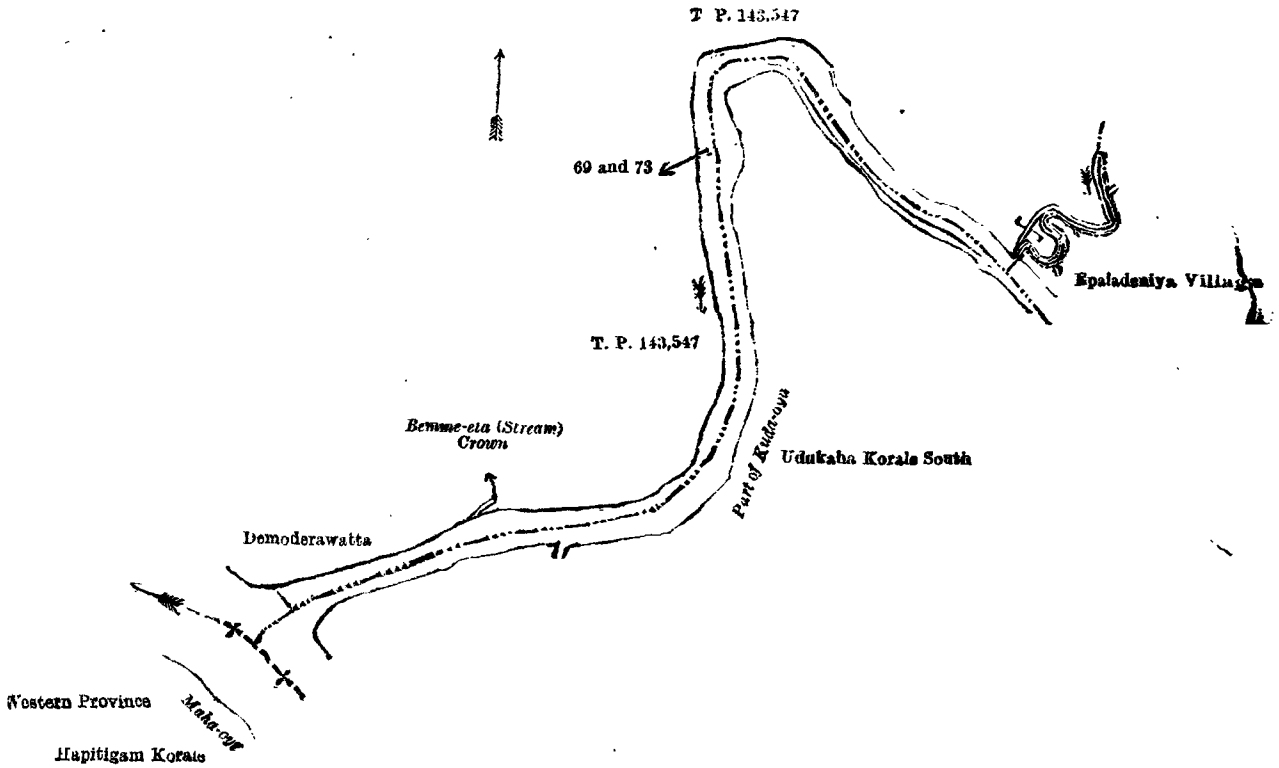 T P. 143,547
69 and 73
Epaladeniya Village
T. P. 143,547
Bemme-ela (Stream)
Crown
Part of Kuda-oya
Udukaha Korale South
Demoderawatta
Western Province
Maha-oya
Hapitigam Korale